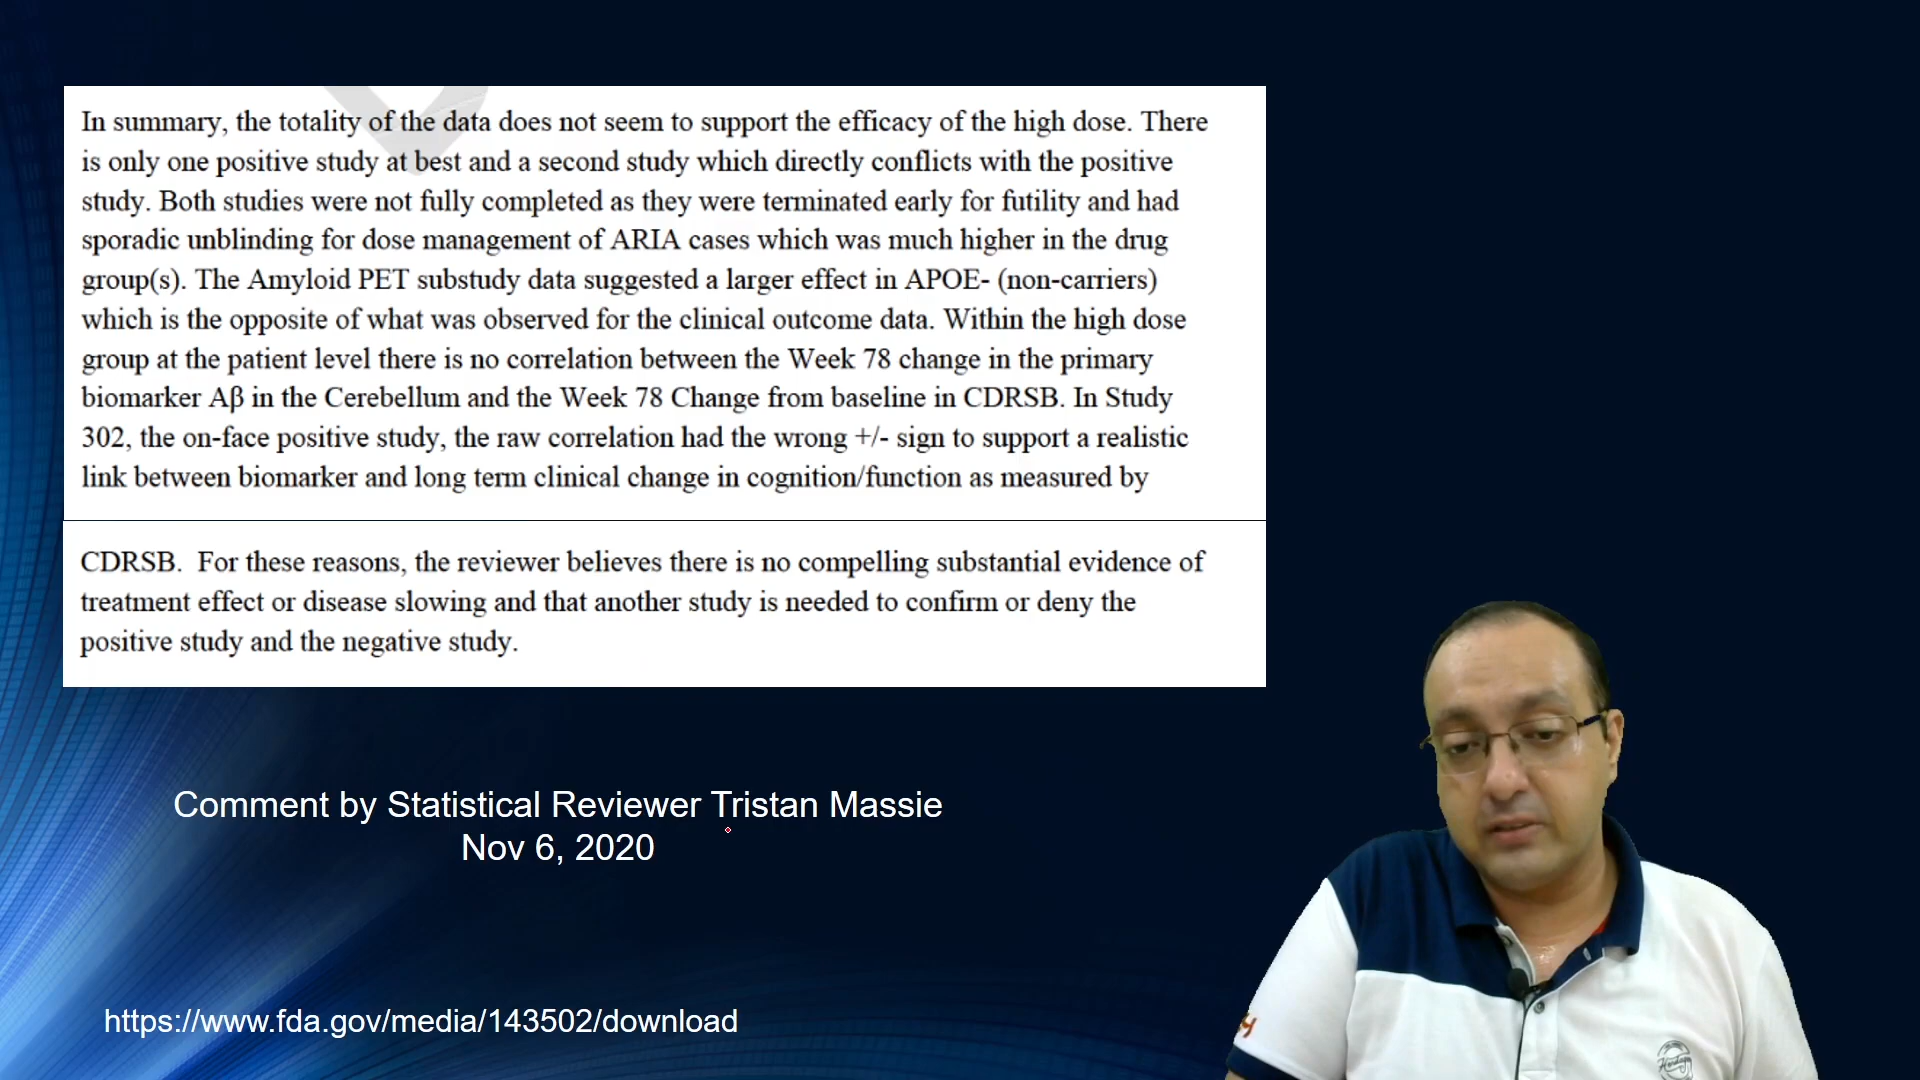 In summary, the totality of the data does not seem to support the efficacy of the high dose. There
is only one positive study at best and a second study which directly conflicts with the positive
study. Both studies were not fully completed as they were terminated early for futility and had
sporadic unblinding for dose management of ARIA cases which was much higher in the drug
group(s). The Amyloid PET substudy data suggested a larger effect in APOE- (non-carriers)
which is the opposite of what was observed for the clinical outcome data. Within the high dose
group at the patient level there is no correlation between the Week 78 change in the primary
biomarker Aβ in the Cerebellum and the Week 78 Change from baseline in CDRSB. In Study
302, the on-face positive study, the raw correlation had the wrong +/- sign to support a realistic
link between biomarker and long term clinical change in cognition/function as measured by
CDRSB. For these reasons, the reviewer believes there is no compelling substantial evidence of
treatment effect or disease slowing and that another study is needed to confirm or deny the
positive study and the negative study.
Comment by Statistical Reviewer Tristan Massie
Nov 6, 2020
https://www.fda.gov/media/143502/download